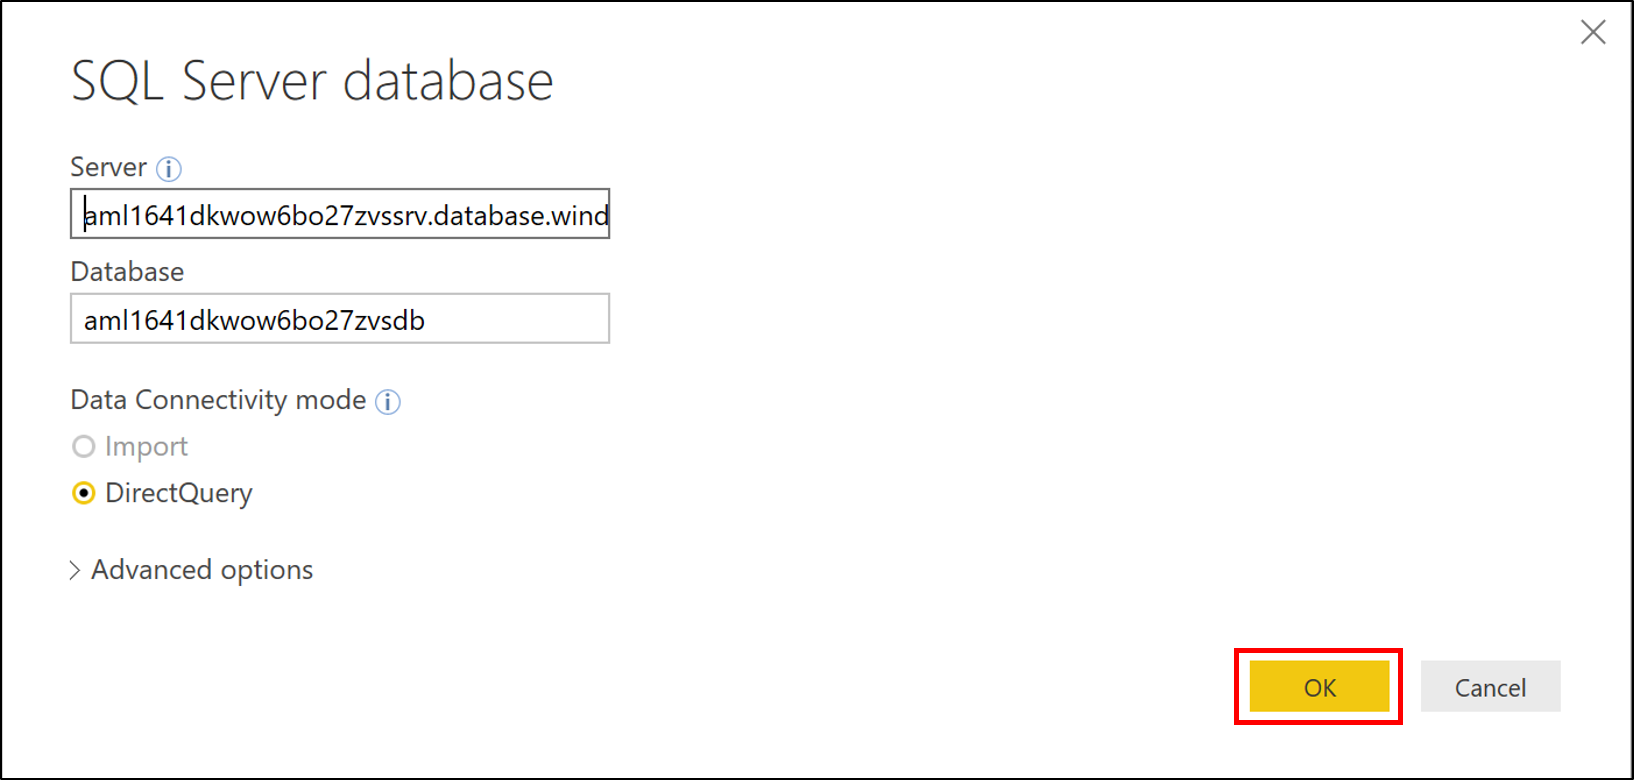 SQL Server database
Server
aml1641dkwow6bo27zvssrv.database.wind
Database
aml1641dkwow6bo27zvsdb
Data Connectivity mode
Import
DirectQuery
Advanced options
OK
Cancel